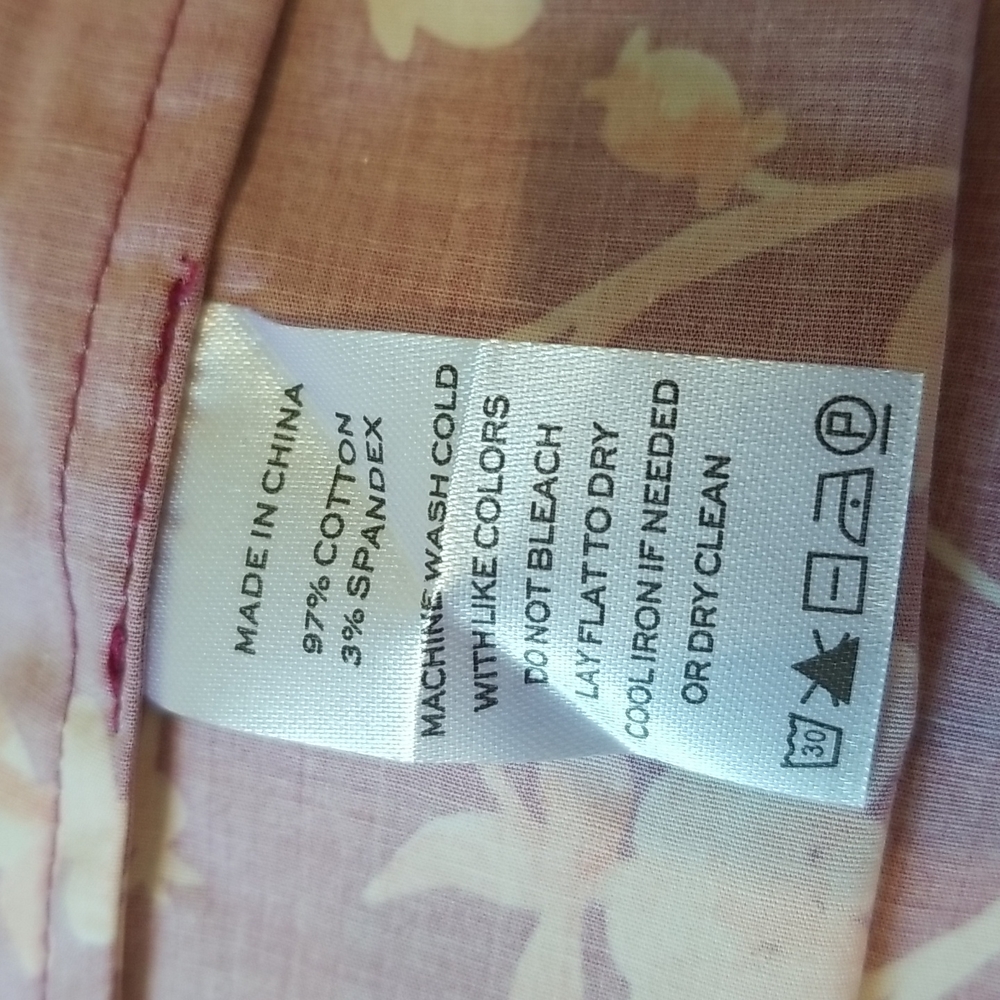 MADE IN CHINA
97% COTTON
3% SPANDEX
MACHINE WASH COLD
WITH LIKE COLORS
DO NOT BLEACH
LAY FLAT TO DRY
COOL IRON IF NEEDED
OR DRY CLEAN
30 P